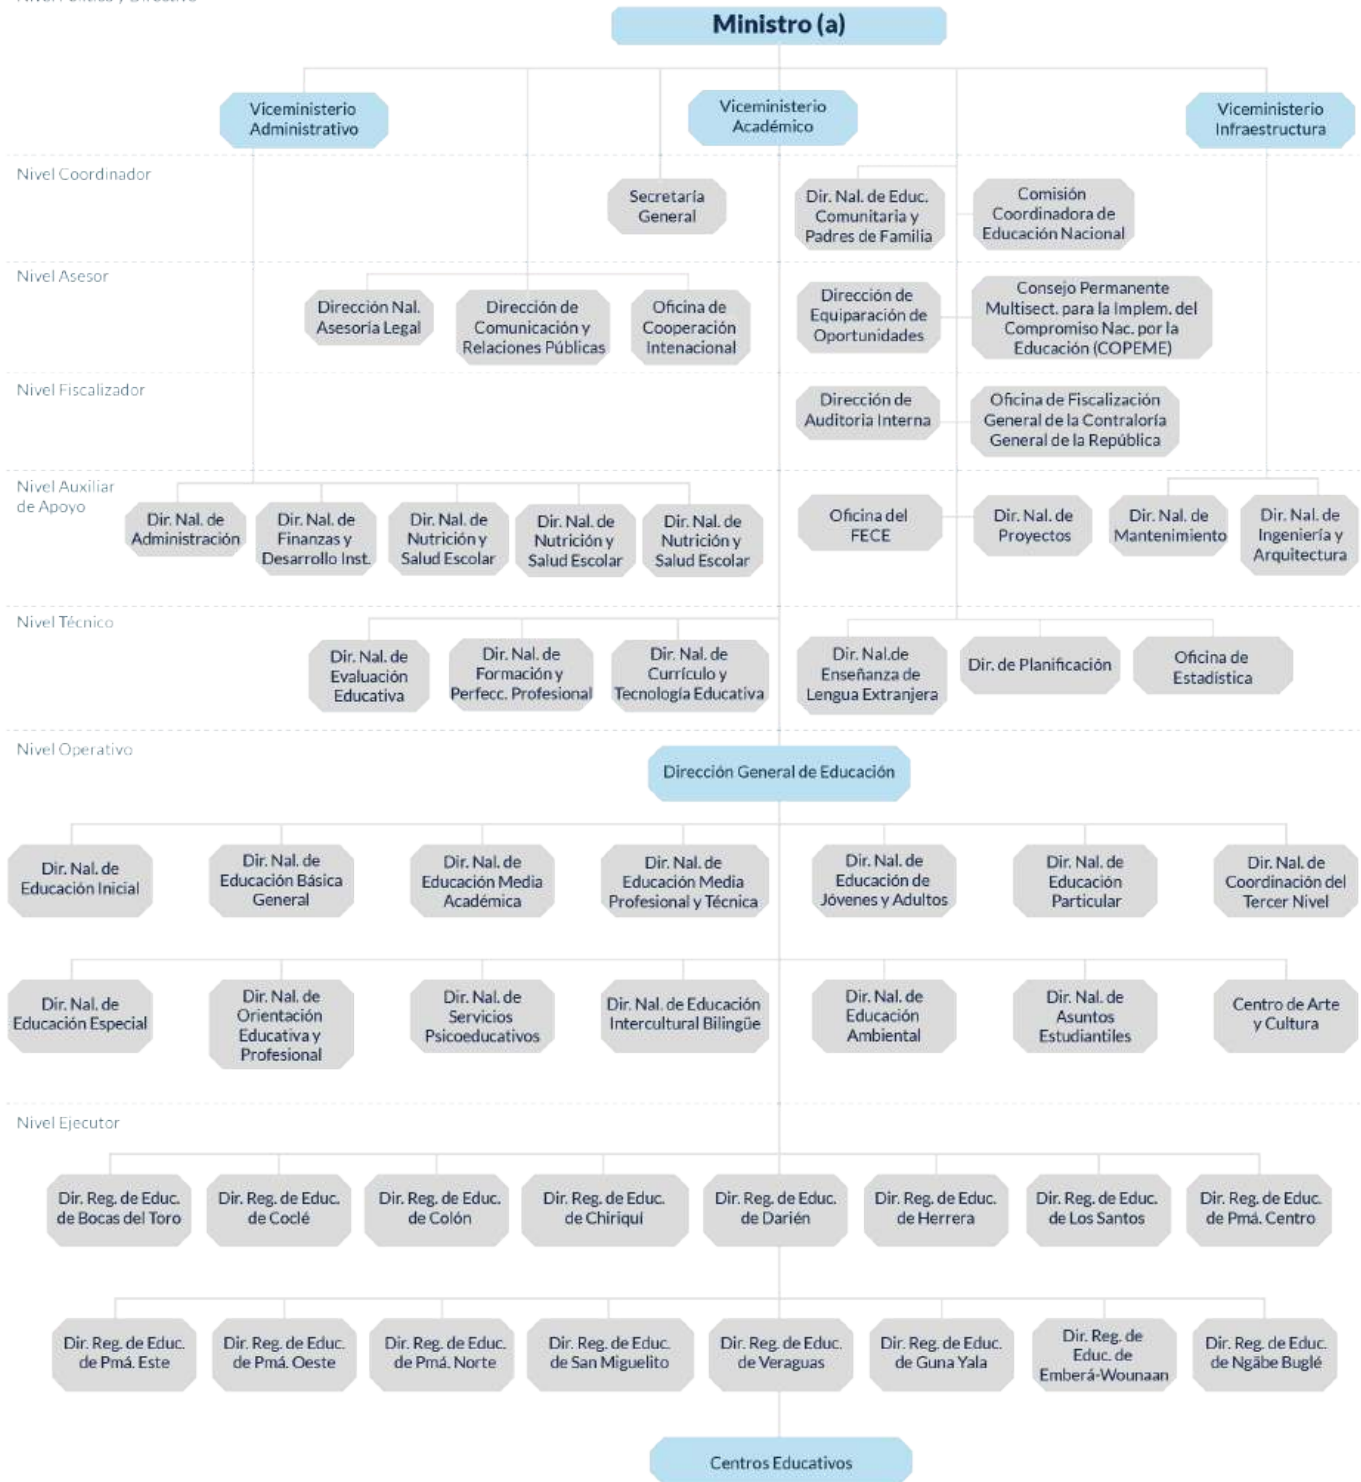 Ministro (a)
Viceministerio
Administrativo
Viceministerio
Académico
Viceministerio
Infraestructura
Nivel Coordinador
Secretaría
General
Dir. Nal. de Educ.
Comunitaria y
Padres de Familia
Comisión
Coordinadora de
Educación Nacional
Nivel Asesor
Dirección Nal.
Asesoría Legal
Dirección de
Comunicación y
Relaciones Públicas
Oficina de
Cooperación
Intenacional
Dirección de
Equiparación de
Oportunidades
Consejo Permanente
Multisect. para la Implem. del
Compromiso Nac. por la
Educación (COPEME)
Nivel Fiscalizador
Dirección de
Auditoria Interna
Oficina de Fiscalización
General de la Contraloría
General de la República
Nivel Auxiliar
de Apoyo
Dir. Nal. de
Administración
Dir. Nal. de
Finanzas y
Desarrollo Inst.
Dir. Nal. de
Nutrición y
Salud Escolar
Dir. Nal. de
Nutrición y
Salud Escolar
Dir. Nal. de
Nutrición y
Salud Escolar
Oficina del
FECE
Dir. Nal. de
Proyectos
Dir. Nal. de
Mantenimiento
Dir. Nal. de
Ingeniería y
Arquitectura
Nivel Técnico
Dir. Nal. de
Evaluación
Educativa
Dir. Nal. de
Formación y
Perfecc. Profesional
Dir. Nal. de
Currículo y
Tecnología Educativa
Dir. Nal.de
Enseñanza de
Lengua Extranjera
Dir. de Planificación
Oficina de
Estadística
Nivel Operativo
Dirección General de Educación
Dir. Nal. de
Educación Inicial
Dir. Nal. de
Educación Básica
General
Dir. Nal. de
Educación Media
Académica
Dir. Nal. de
Educación Media
Profesional y Técnica
Dir. Nal. de
Educación de
Jóvenes y Adultos
Dir. Nal. de
Educación
Particular
Dir. Nal. de
Coordinación del
Tercer Nivel
Dir. Nal. de
Educación Especial
Dir. Nal. de
Orientación
Educativa y
Profesional
Dir. Nal. de
Servicios
Psicoeducativos
Dir. Nal. de Educación
Intercultural Bilingüe
Dir. Nal. de
Educación
Ambiental
Dir. Nal. de
Asuntos
Estudiantiles
Centro de Arte
y Cultura
Nivel Ejecutor
Dir. Reg. de Educ.
de Bocas del Toro
Dir. Reg. de Educ.
de Coclé
Dir. Reg. de Educ.
de Colón
Dir. Reg. de Educ.
de Chiriquí
Dir. Reg. de Educ.
de Darién
Dir. Reg. de Educ.
de Herrera
Dir. Reg. de Educ.
de Los Santos
Dir. Reg. de Educ.
de Pmá. Centro
Dir. Reg. de Educ.
de Pmá. Este
Dir. Reg. de Educ.
de Pmá. Oeste
Dir. Reg. de Educ.
de Pmá. Norte
Dir. Reg. de Educ.
de San Miguelito
Dir. Reg. de Educ.
de Veraguas
Dir. Reg. de Educ.
de Guna Yala
Dir. Reg. de
Educ. de
Emberá-Wounaan
Dir. Reg. de Educ.
de Ngäbe Buglé
Centros Educativos